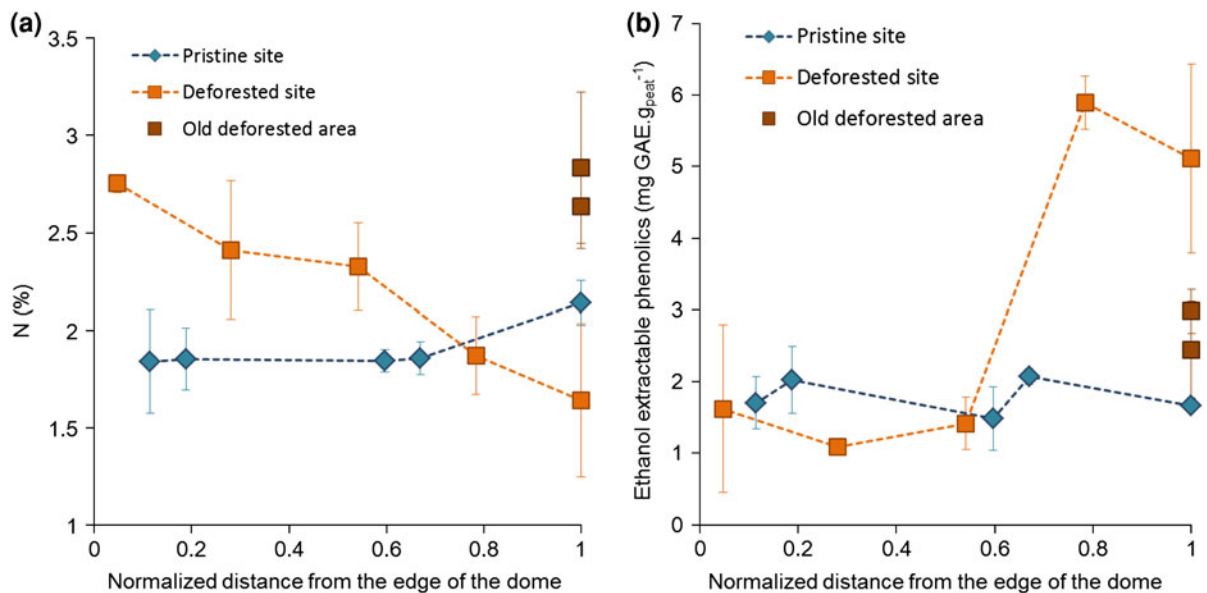 (a)
3.5
3
2.5
2
1.5
1
N (%)
Pristine site
Deforested site
Old deforested area
0 0.2 0.4 0.6 0.8 1
Normalized distance from the edge of the dome
(b)
7
6
5
4
3
2
1
0
Ethanol extractable phenolics (mg GAE.gpeat-1)
Pristine site
Deforested site
Old deforested area
0 0.2 0.4 0.6 0.8 1
Normalized distance from the edge of the dome